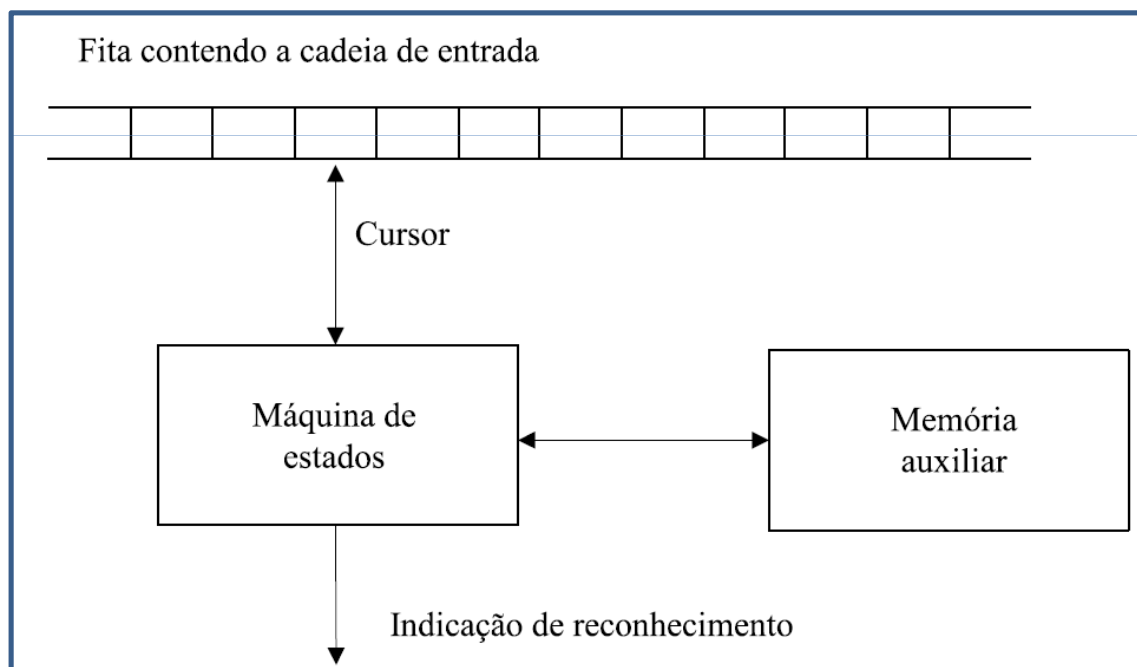 Fita contendo a cadeia de entrada
Cursor
Máquina de
estados
Memória
auxiliar
Indicação de reconhecimento